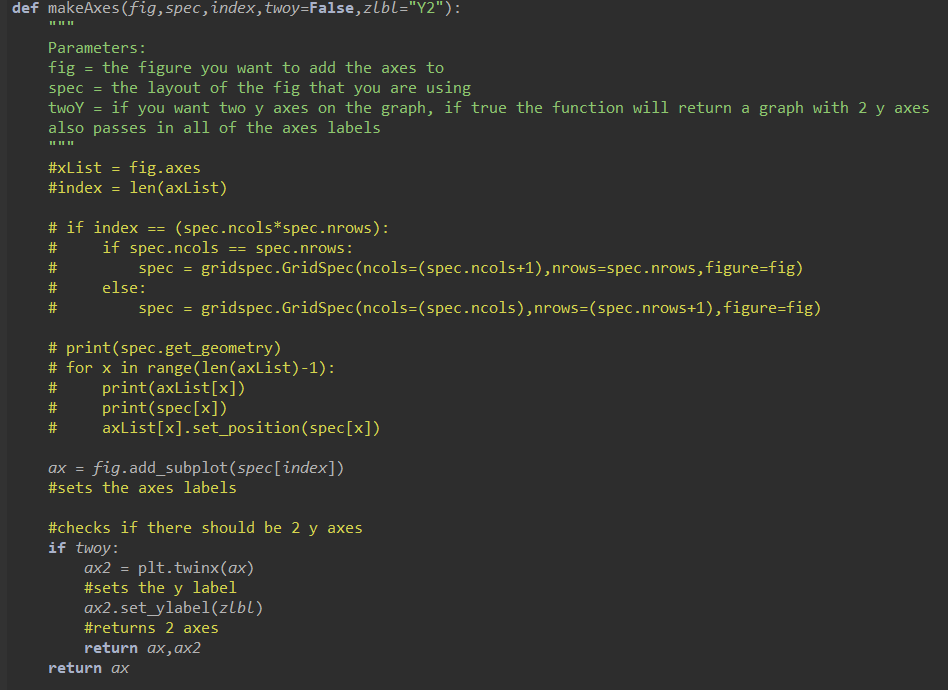 def makeAxes(fig,spec,index,twoy=False,zlbl="Y2"):
    """
    Parameters:
    fig = the figure you want to add the axes to
    spec = the layout of the fig that you are using
    twoY = if you want two y axes on the graph, if true the function will return a graph with 2 y axes
    also passes in all of the axes labels
    """
    #xList = fig.axes
    #index = len(axList)

    # if index == (spec.ncols*spec.nrows):
    #     if spec.ncols == spec.nrows:
    #         spec = gridspec.GridSpec(ncols=(spec.ncols+1),nrows=spec.nrows,figure=fig)
    #     else:
    #         spec = gridspec.GridSpec(ncols=(spec.ncols),nrows=(spec.nrows+1),figure=fig)

    # print(spec.get_geometry)
    # for x in range(len(axList)-1):
    #     print(axList[x])
    #     print(spec[x])
    #     axList[x].set_position(spec[x])

    ax = fig.add_subplot(spec[index])
    #sets the axes labels

    #checks if there should be 2 y axes
    if twoy:
        ax2 = plt.twinx(ax)
        #sets the y label
        ax2.set_ylabel(zlbl)
        #returns 2 axes
        return ax,ax2
    return ax